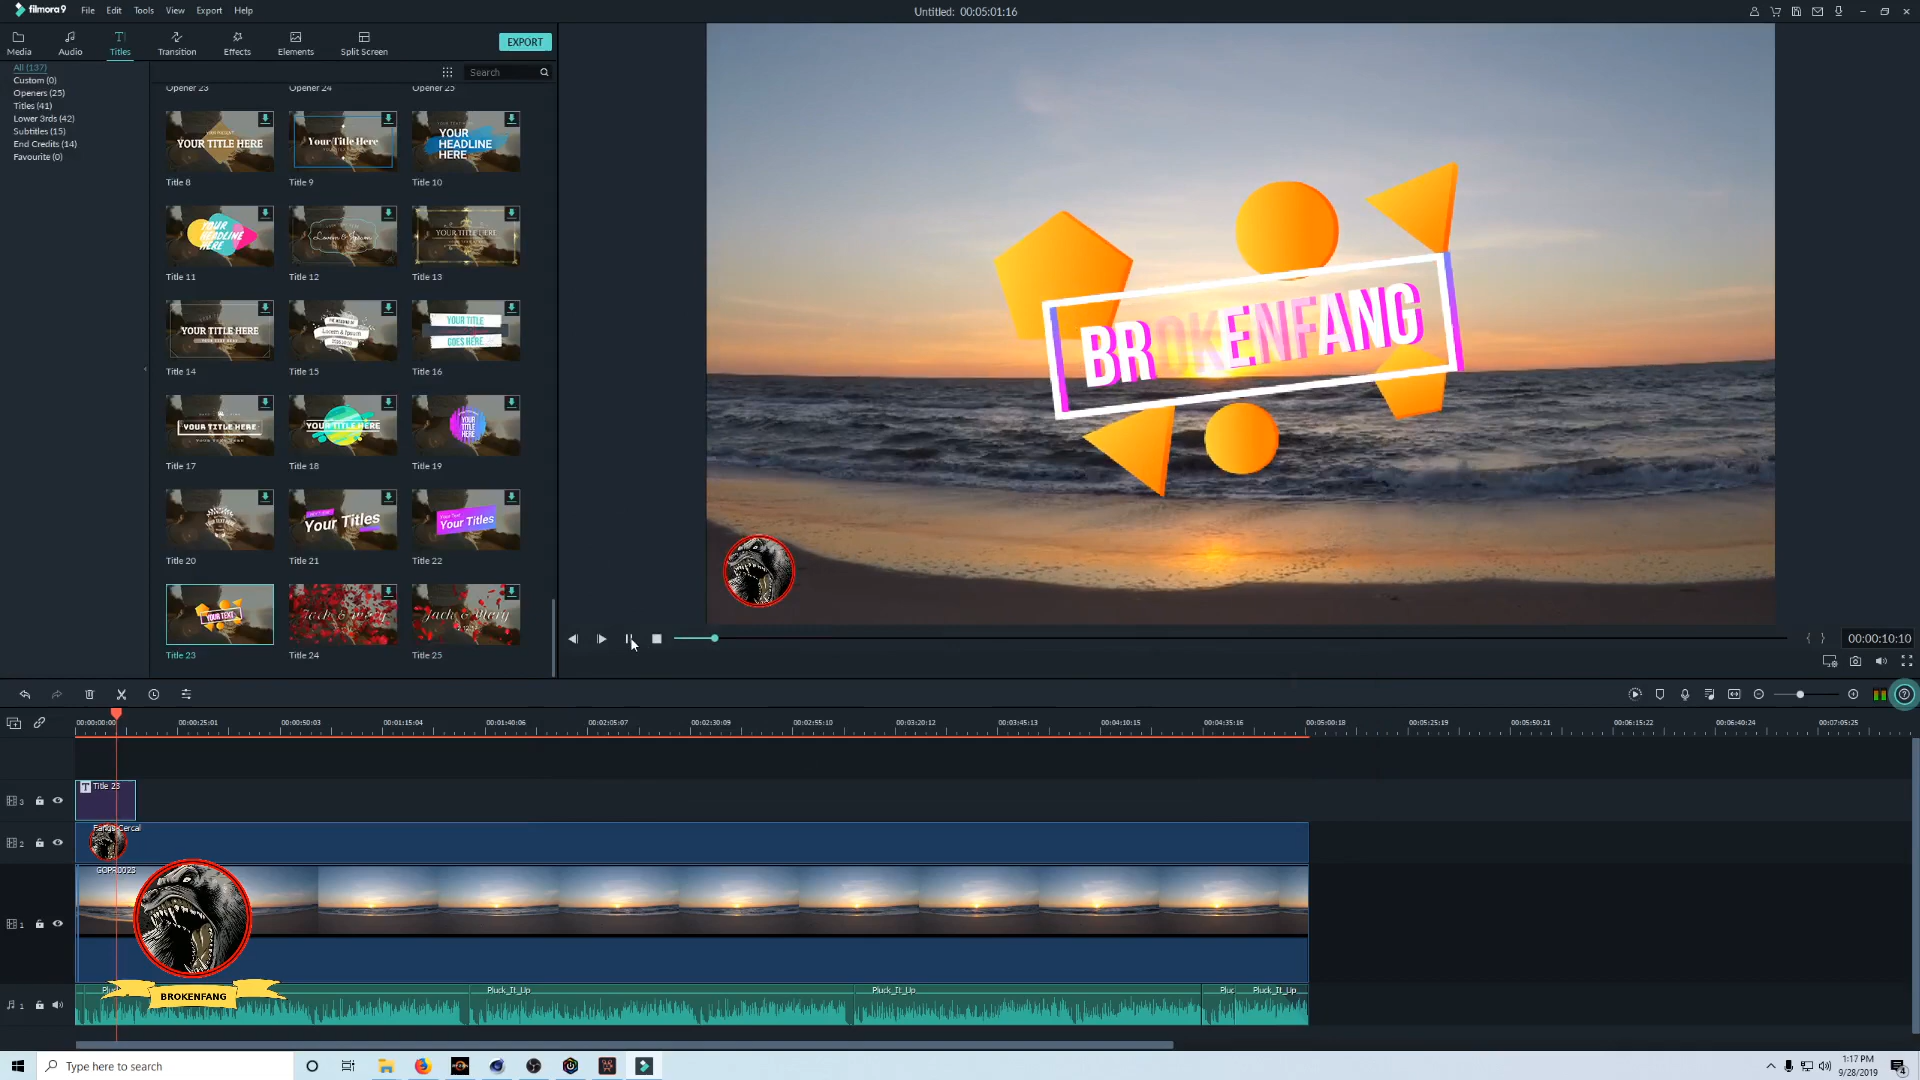 filmora9 File Edit Tools View Export Help
Untitled: 00:05:01:16
Media Audio Titles Transition Effects Elements Split Screen
EXPORT
All (137)
Custom (0)
Openers (25)
Titles (41)
Lower 3rds (42)
Subtitles (15)
End Credits (14)
Favourite (0)
Search
Opener 23 Opener 24 Opener 25
YOUR TITLE HERE
Your Title Here
YOUR
HEADLINE
HERE
Title 8 Title 9 Title 10
YOUR
HEADLINE
HERE
Lorem & Ipsum
YOUR TITLE HERE
Title 11 Title 12 Title 13
YOUR TITLE HERE
Lorem & Ipsum
YOUR TITLE
GOES HERE
Title 14 Title 15 Title 16
YOUR TITLE HERE
YOUR TITLE HERE
YOUR
TITLE
HERE
Title 17 Title 18 Title 19
Your Titles
Your Titles
Title 20 Title 21 Title 22
YOUR TEXT
Jack & Mary
Jack & Mary
Title 23 Title 24 Title 25
BROKENFANG
00:00:10:10
00:00:00:00 00:00:25:01 00:00:50:03 00:01:15:04 00:01:40:06 00:02:05:07 00:02:30:09 00:02:55:10 00:03:20:12 00:03:45:13 00:04:10:15 00:04:35:16 00:05:00:18 00:05:25:19 00:05:50:21 00:06:15:22 00:06:40:24 00:07:05:25
3
T Title 23
2
Fangs-Cercal
1
GOPR0023
1
Pluck_It_Up
Pluck_It_Up
Pluck_It_Up
BROKENFANG
Type here to search
1:17 PM
9/28/2019
4